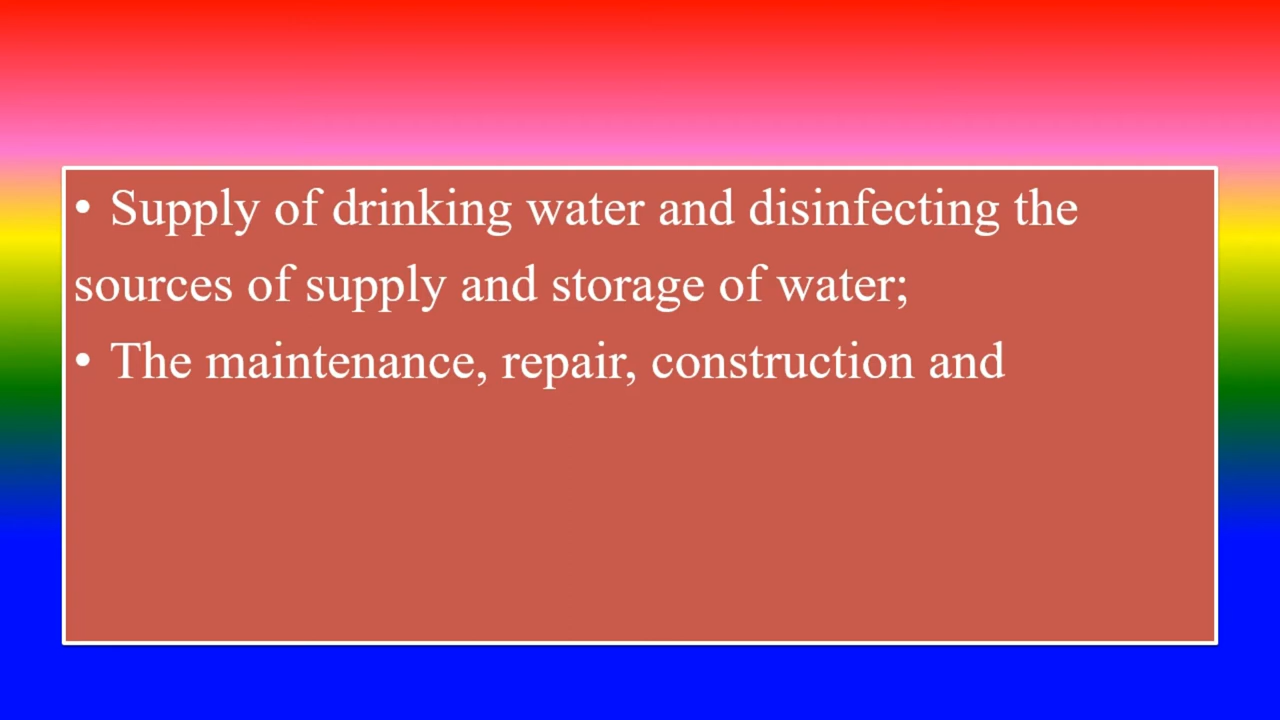 • Supply of drinking water and disinfecting the
sources of supply and storage of water;
• The maintenance, repair, construction and